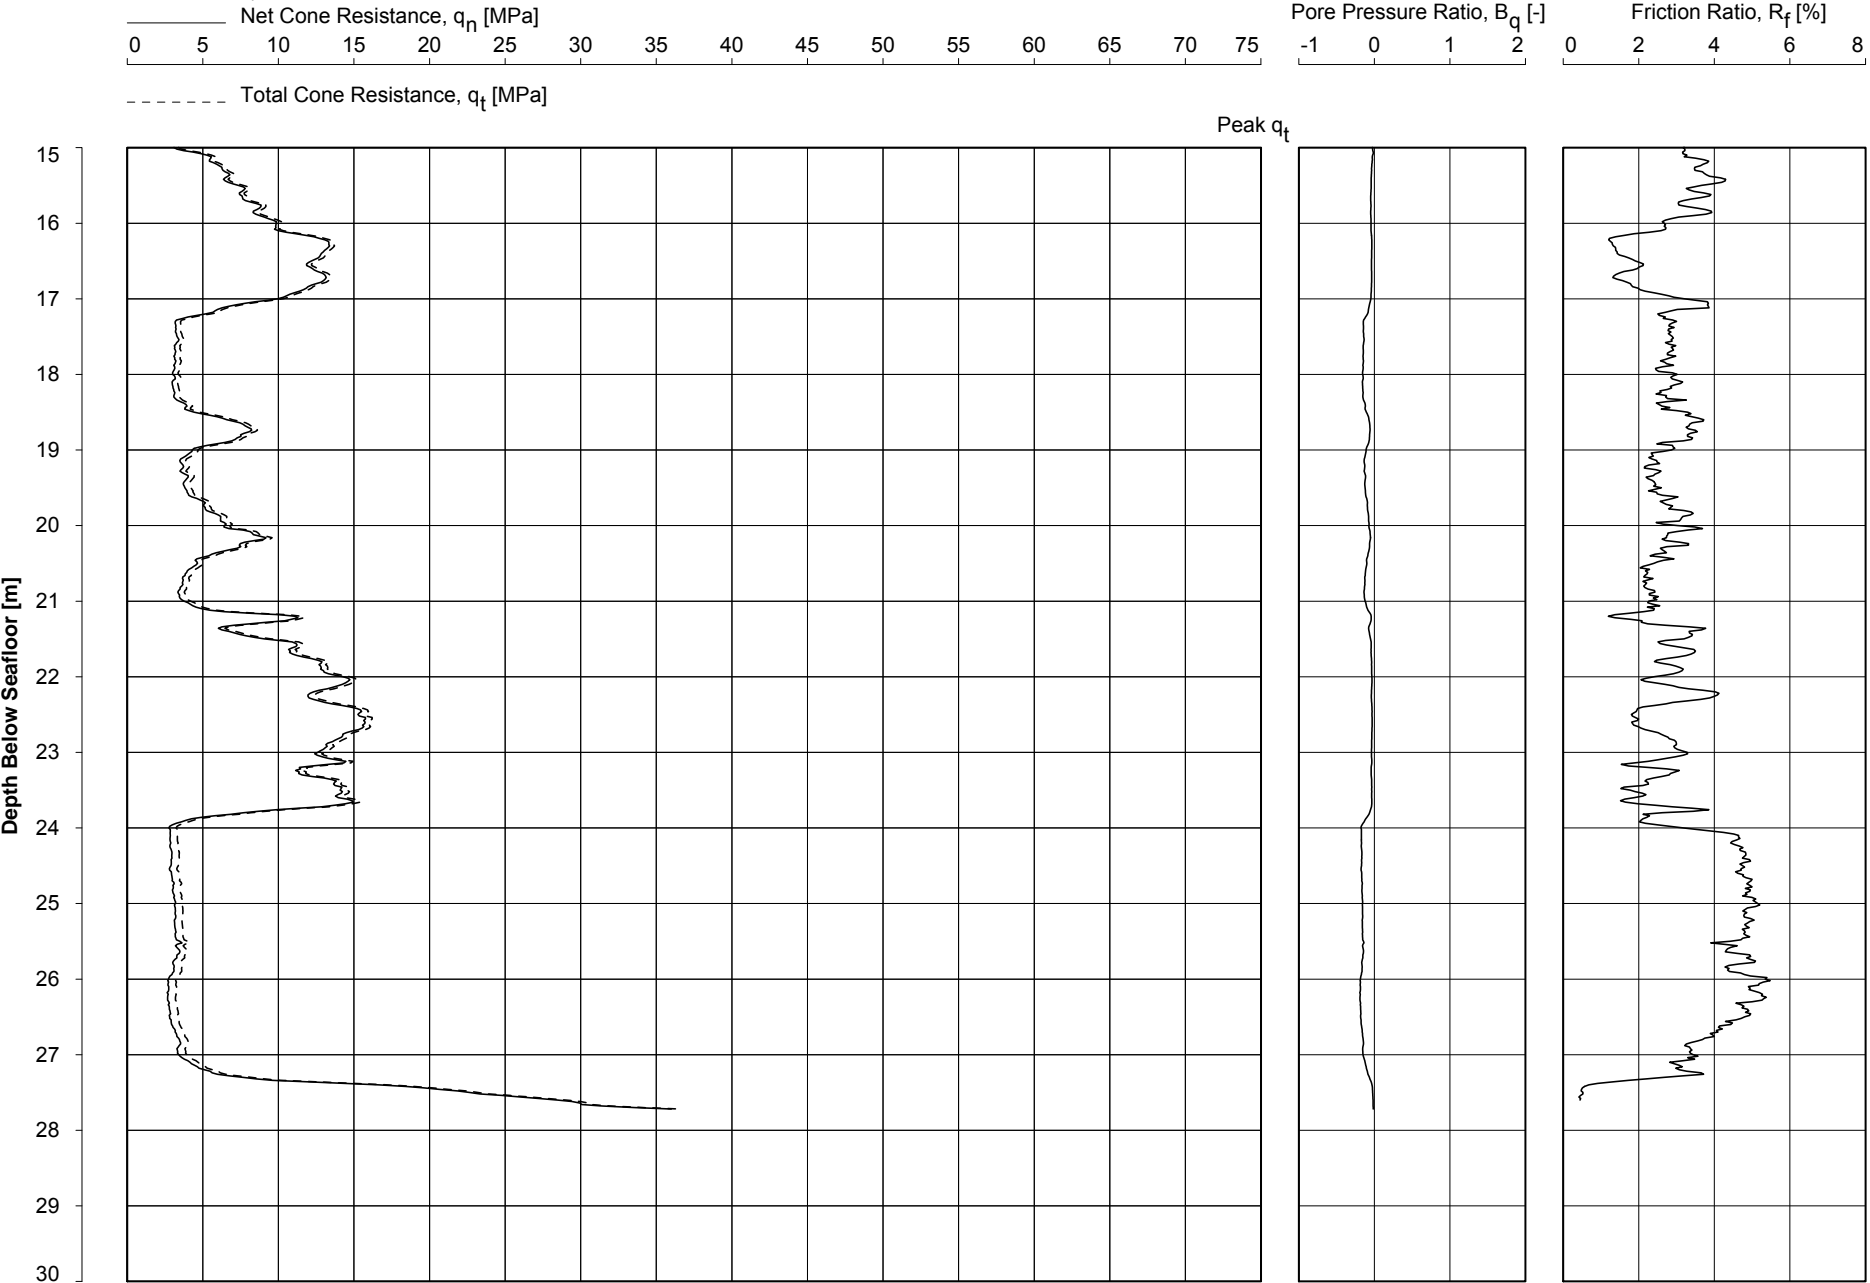 Net Cone Resistance, qn [MPa]
0 5 10 15 20 25 30 35 40 45 50 55 60 65 70 75
Total Cone Resistance, qt [MPa]
Pore Pressure Ratio, Bq [-]
-1 0 1 2
Friction Ratio, Rf [%]
0 2 4 6 8
Peak qt
Depth Below Seafloor [m]
15
16
17
18
19
20
21
22
23
24
25
26
27
28
29
30